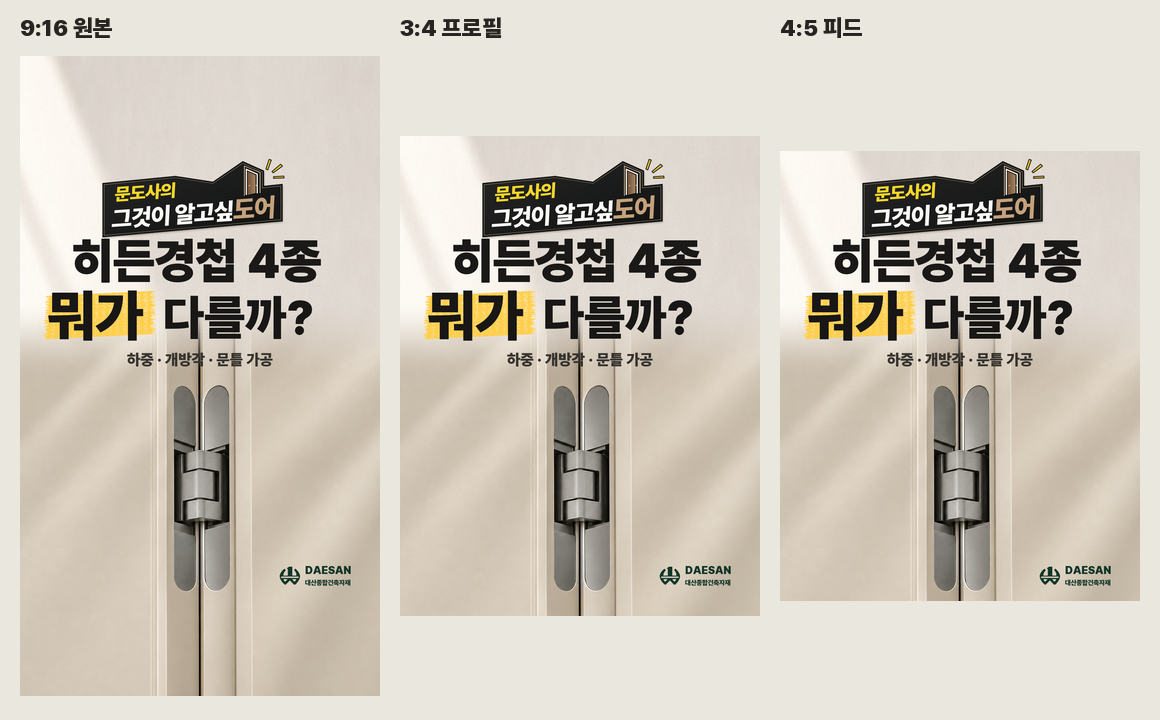 9:16 원본
문도사의
그것이 알고싶도어
히든경첩 4종
뭐가 다를까?
하중 · 개방각 · 문틀 가공
DAESAN
대산종합건축자재
3:4 프로필
문도사의
그것이 알고싶도어
히든경첩 4종
뭐가 다를까?
하중 · 개방각 · 문틀 가공
DAESAN
대산종합건축자재
4:5 피드
문도사의
그것이 알고싶도어
히든경첩 4종
뭐가 다를까?
하중 · 개방각 · 문틀 가공
DAESAN
대산종합건축자재